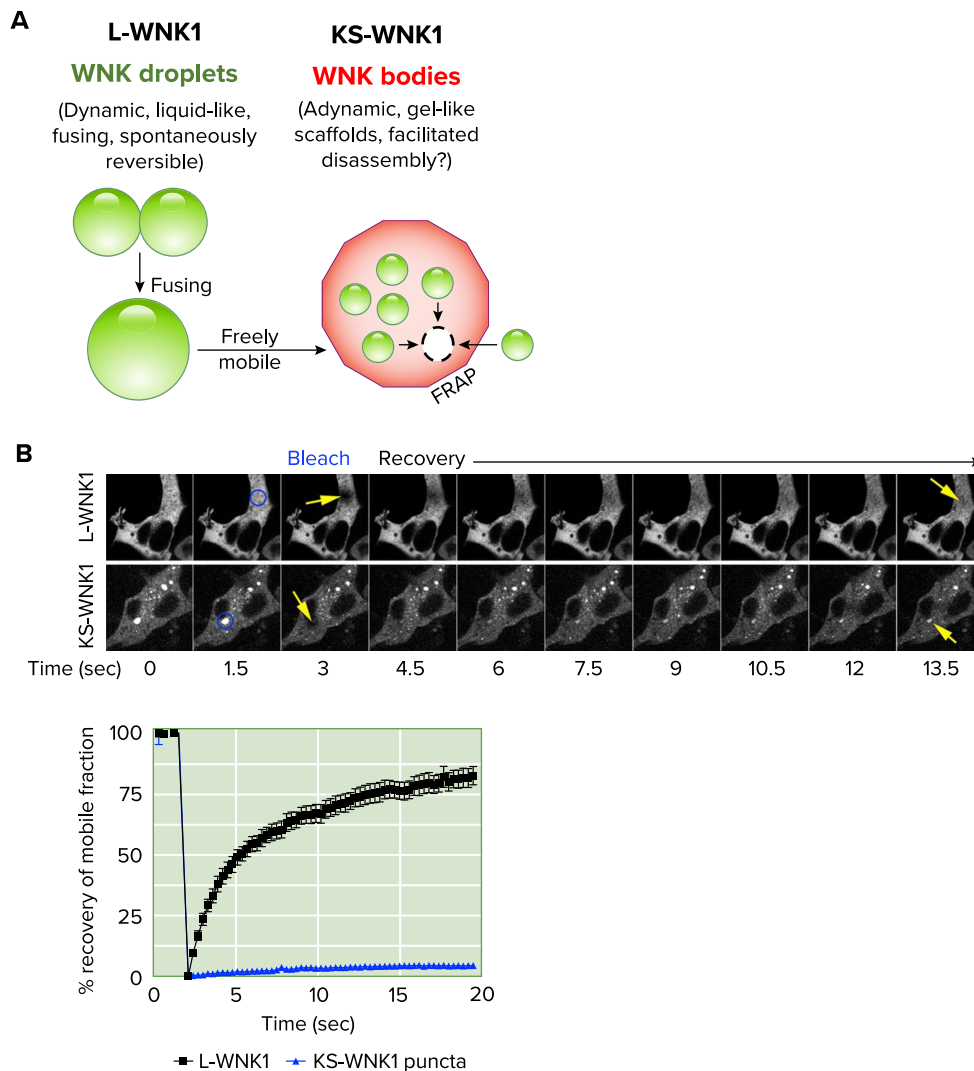 A
L-WNK1
WNK droplets
(Dynamic, liquid-like,
fusing, spontaneously
reversible)
KS-WNK1
WNK bodies
(Adynamic, gel-like
scaffolds, facilitated
disassembly?)
Fusing
Freely
mobile
FRAP
B
Bleach Recovery
L-WNK1
KS-WNK1
Time (sec) 0 1.5 3 4.5 6 7.5 9 10.5 12 13.5
% recovery of mobile fraction
100
75
50
25
0
0 5 10 15 20
Time (sec)
L-WNK1 KS-WNK1 puncta